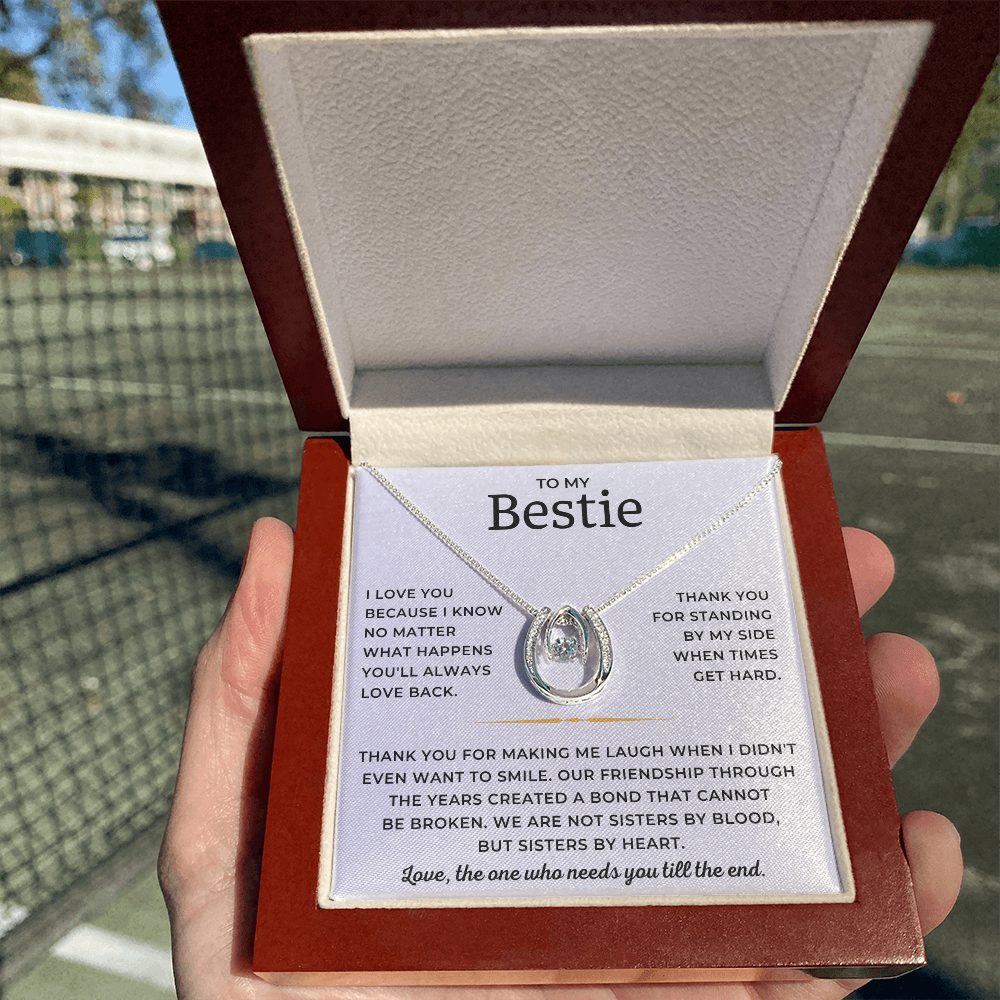 TO MY
Bestie
I LOVE YOU
BECAUSE I KNOW
NO MATTER
WHAT HAPPENS
YOU'LL ALWAYS
LOVE BACK.
THANK YOU
FOR STANDING
BY MY SIDE
WHEN TIMES
GET HARD.
THANK YOU FOR MAKING ME LAUGH WHEN I DIDN'T
EVEN WANT TO SMILE. OUR FRIENDSHIP THROUGH
THE YEARS CREATED A BOND THAT CANNOT
BE BROKEN. WE ARE NOT SISTERS BY BLOOD,
BUT SISTERS BY HEART.
Love, the one who needs you till the end.